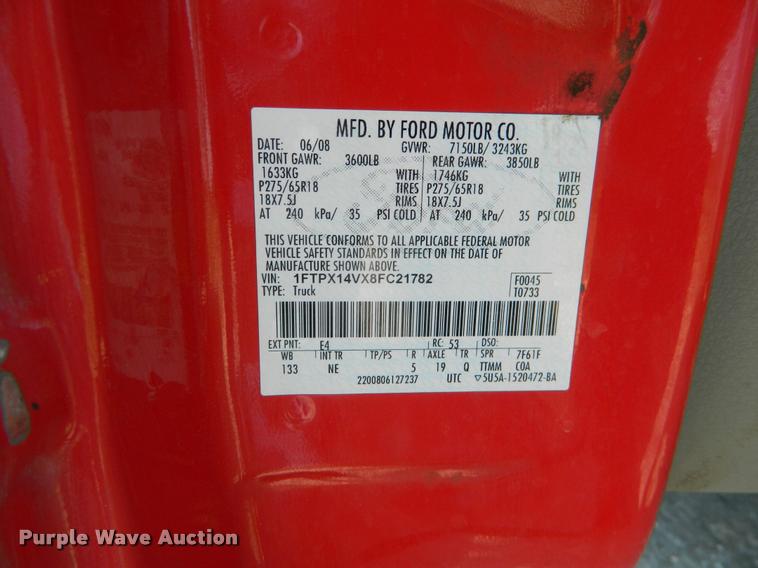 MFD. BY FORD MOTOR CO.
DATE: 06/08 GVWR: 7150LB/ 3243KG
FRONT GAWR: 3600LB REAR GAWR: 3850LB
1633KG WITH 1746KG WITH
P275/65R18 TIRES P275/65R18 TIRES
18X7.5J RIMS 18X7.5J RIMS
AT 240 kPa/ 35 PSI COLD AT 240 kPa/ 35 PSI COLD
THIS VEHICLE CONFORMS TO ALL APPLICABLE FEDERAL MOTOR
VEHICLE SAFETY STANDARDS IN EFFECT ON THE DATE OF
MANUFACTURE SHOWN ABOVE.
VIN: 1FTPX14VX8FC21782 F0045
TYPE: Truck T0733
EXT PNT: E4 RC: 53 DSO:
WB INT TR TP/PS R AXLE TR SPR 7F61F
133 NE 5 19 Q TTMM COA
2200806127237 UTC ▽5U5A-1520472-BA
Purple Wave Auction